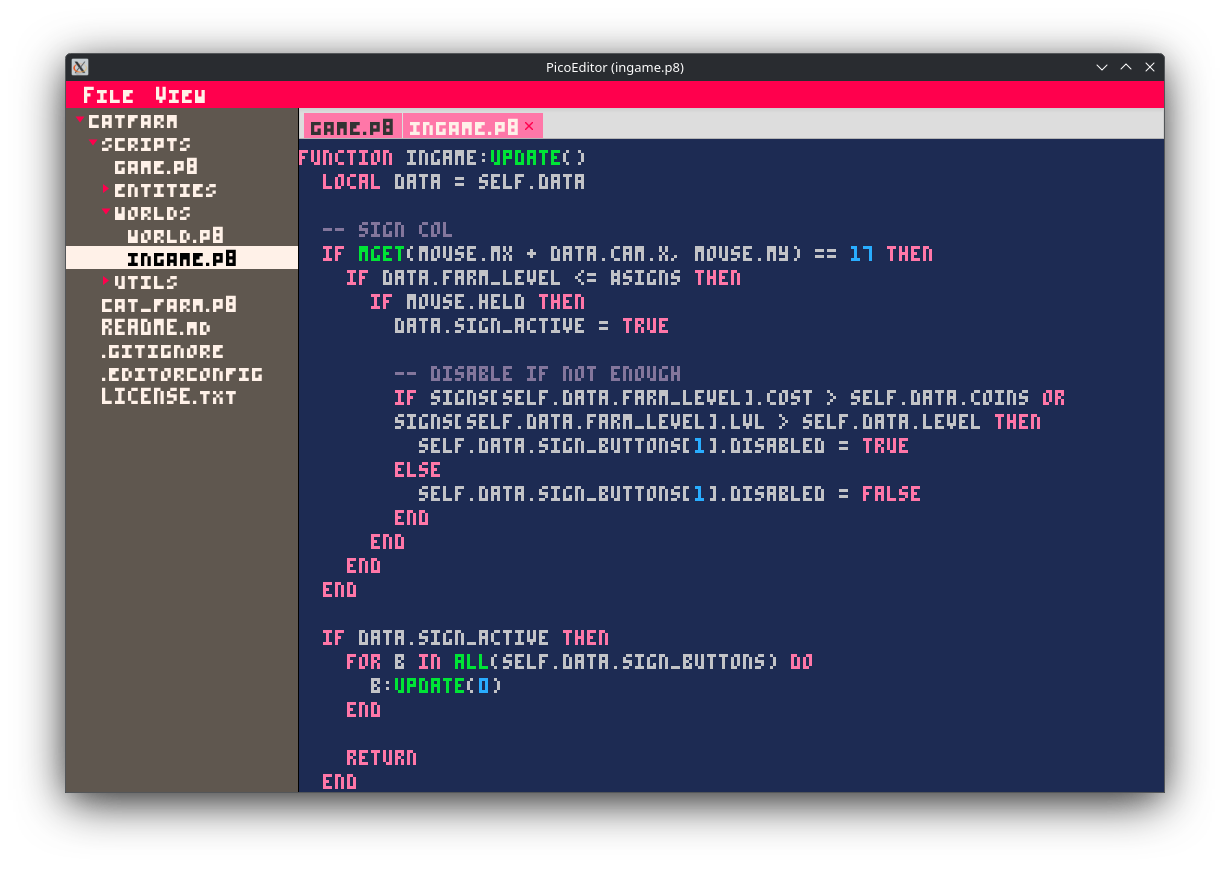 PicoEditor (ingame.p8)
File View
CATFARM
SCRIPTS
GAME.P8
ENTITIES
WORLDS
WORLD.P8
INGAME.P8
UTILS
CAT_FARM.P8
README.MD
.GITIGNORE
.EDITORCONFIG
LICENSE.TXT
GAME.P8 INGAME.P8 ×
FUNCTION INGAME:UPDATE()
LOCAL DATA = SELF.DATA
-- SIGN COL
IF MGET(MOUSE.MX + DATA.CAM.X, MOUSE.MY) == 17 THEN
IF DATA.FARM_LEVEL <= #SIGNS THEN
IF MOUSE.HELD THEN
DATA.SIGN_ACTIVE = TRUE
-- DISABLE IF NOT ENOUGH
IF SIGNS[SELF.DATA.FARM_LEVEL].COST > SELF.DATA.COINS OR
SIGNS[SELF.DATA.FARM_LEVEL].LVL > SELF.DATA.LEVEL THEN
SELF.DATA.SIGN_BUTTONS[1].DISABLED = TRUE
ELSE
SELF.DATA.SIGN_BUTTONS[1].DISABLED = FALSE
END
END
END
END
IF DATA.SIGN_ACTIVE THEN
FOR B IN ALL(SELF.DATA.SIGN_BUTTONS) DO
B:UPDATE(0)
END
RETURN
END